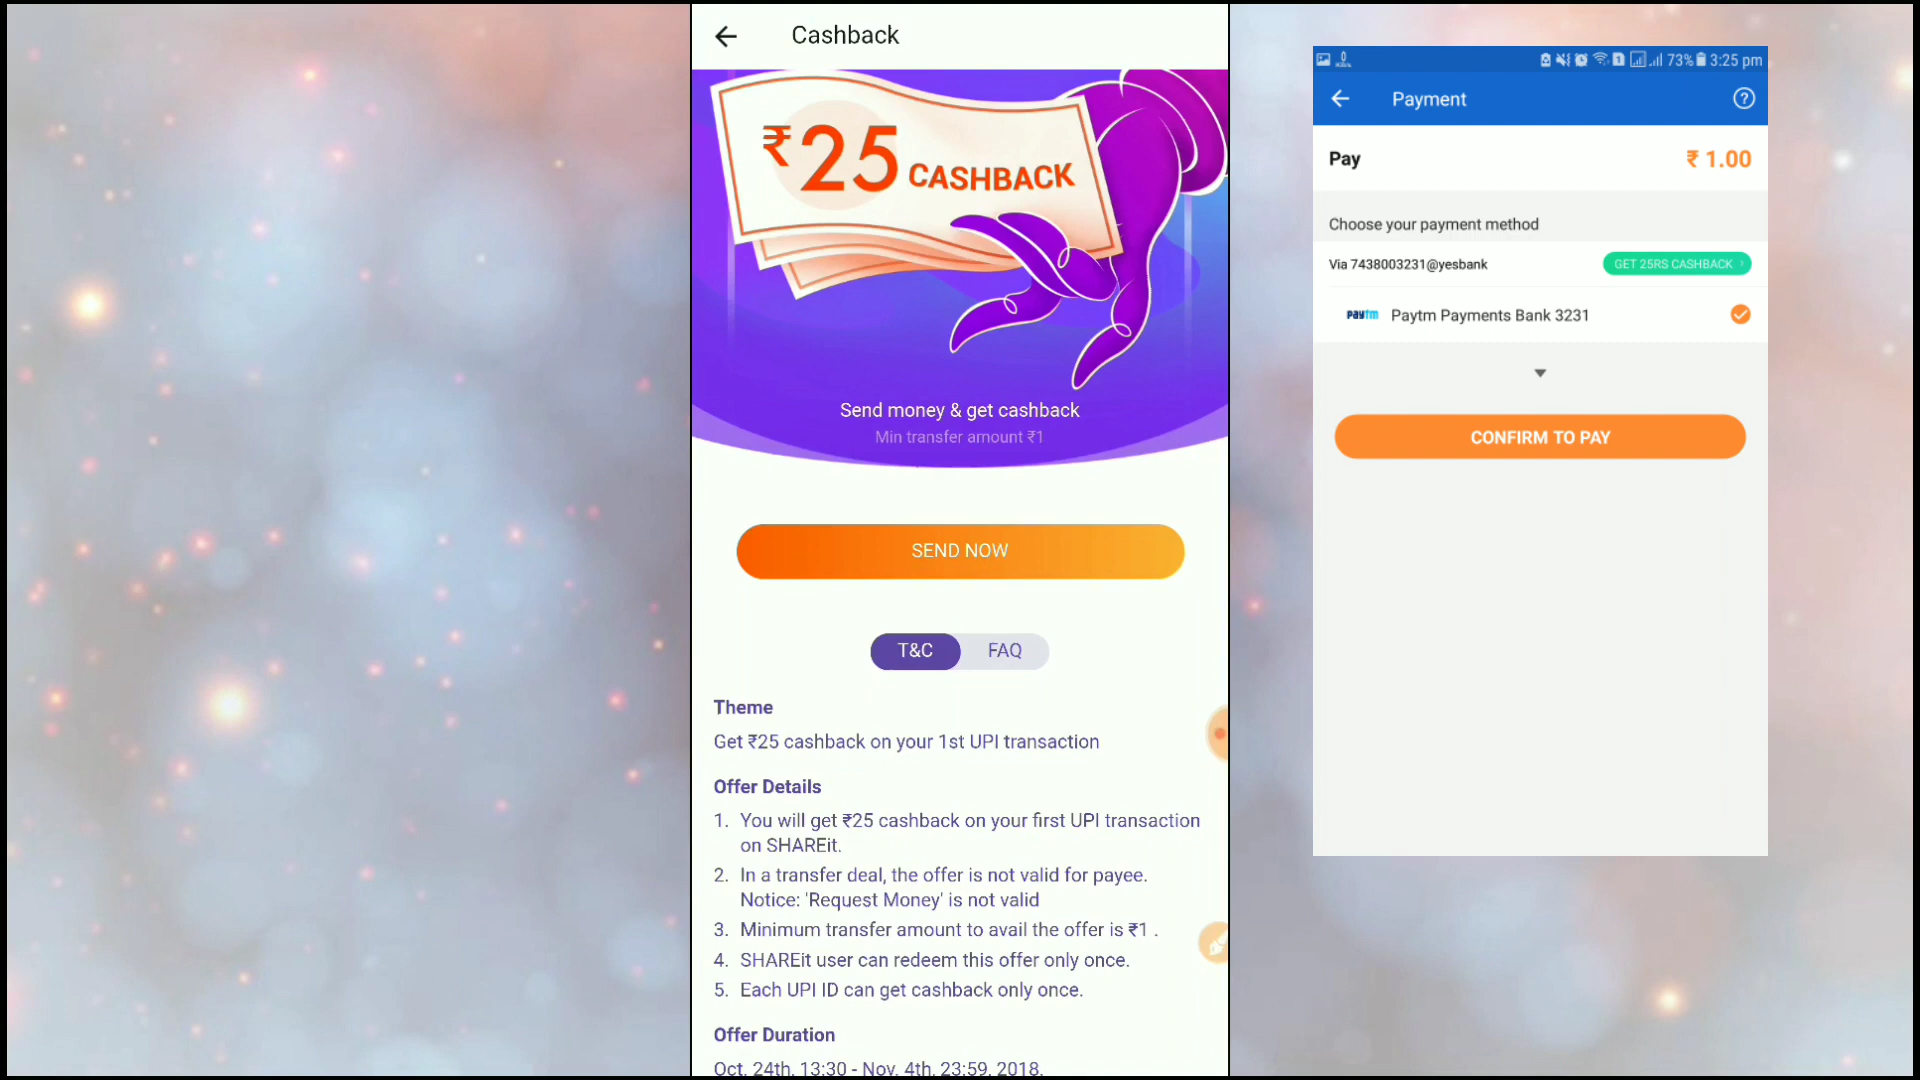 Cashback
₹25 CASHBACK
Send money & get cashback
Min transfer amount ₹1
SEND NOW
T&C FAQ
Theme
Get ₹25 cashback on your 1st UPI transaction
Offer Details
1. You will get ₹25 cashback on your first UPI transaction
on SHAREit.
2. In a transfer deal, the offer is not valid for payee.
Notice: 'Request Money' is not valid
3. Minimum transfer amount to avail the offer is ₹1 .
4. SHAREit user can redeem this offer only once.
5. Each UPI ID can get cashback only once.
Offer Duration
Oct. 24th, 13:30 - Nov. 4th, 23:59, 2018.
73% 3:25 pm
Payment
Pay ₹ 1.00
Choose your payment method
Via 7438003231@yesbank GET 25RS CASHBACK
paytm Paytm Payments Bank 3231
CONFIRM TO PAY